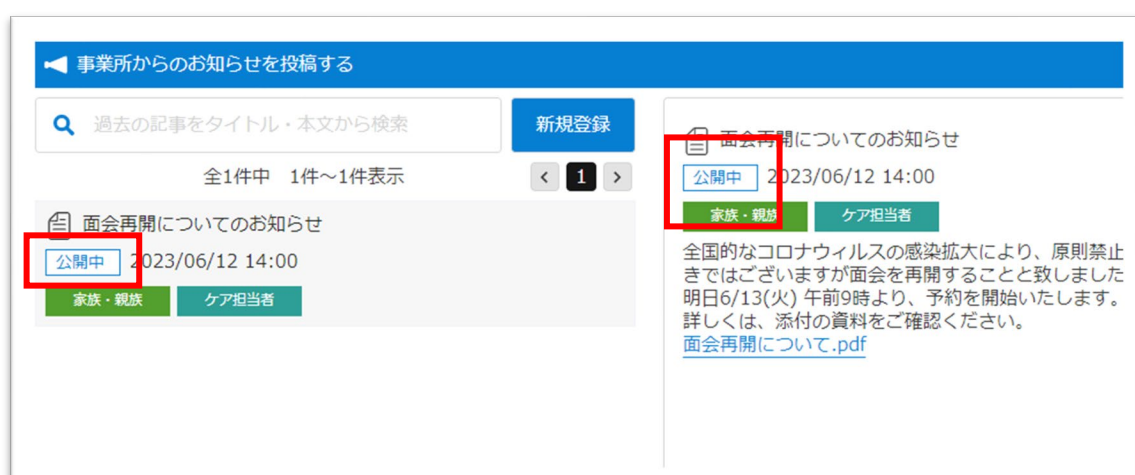 事業所からのお知らせを投稿する
過去の記事をタイトル・本文から検索
新規登録
全1件中 1件～1件表示
< 1 >
面会再開についてのお知らせ
公開中 2023/06/12 14:00
家族・親族 ケア担当者
面会再開についてのお知らせ
公開中 2023/06/12 14:00
家族・親族 ケア担当者
全国的なコロナウィルスの感染拡大により、原則禁止
きではございますが面会を再開することと致しました
明日6/13(火) 午前9時より、予約を開始いたします。
詳しくは、添付の資料をご確認ください。
面会再開について.pdf